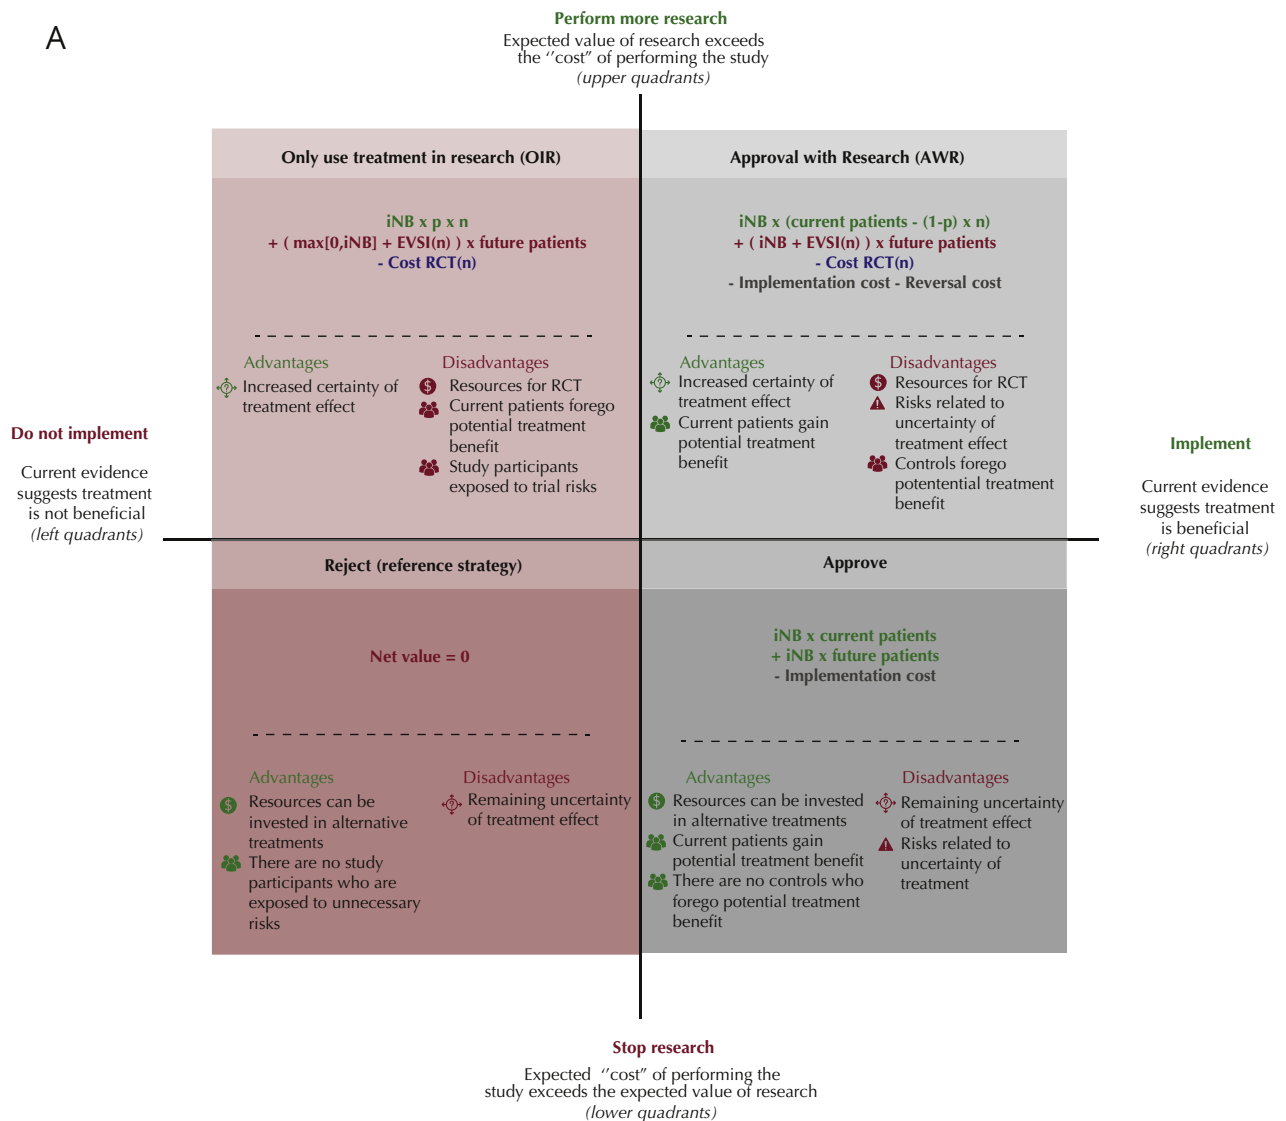 A
Perform more research
Expected value of research exceeds
the ‘’cost” of performing the study
(upper quadrants)
Only use treatment in research (OIR)
iNB x p x n
+ ( max[0,iNB] + EVSI(n) ) x future patients
- Cost RCT(n)
Advantages
Increased certainty of
treatment effect
Disadvantages
Resources for RCT
Current patients forego
potential treatment
benefit
Study participants
exposed to trial risks
Approval with Research (AWR)
iNB x (current patients - (1-p) x n)
+ ( iNB + EVSI(n) ) x future patients
- Cost RCT(n)
- Implementation cost - Reversal cost
Advantages
Increased certainty of
treatment effect
Current patients gain
potential treatment
benefit
Disadvantages
Resources for RCT
Risks related to
uncertainty of
treatment effect
Controls forego
potentential treatment
benefit
Do not implement
Current evidence
suggests treatment
is not beneficial
(left quadrants)
Implement
Current evidence
suggests treatment
is beneficial
(right quadrants)
Reject (reference strategy)
Net value = 0
Advantages
Resources can be
invested in alternative
treatments
There are no study
participants who are
exposed to unnecessary
risks
Disadvantages
Remaining uncertainty
of treatment effect
Approve
iNB x current patients
+ iNB x future patients
- Implementation cost
Advantages
Resources can be invested
in alternative treatments
Current patients gain
potential treatment benefit
There are no controls who
forego potential treatment
benefit
Disadvantages
Remaining uncertainty
of treatment effect
Risks related to
uncertainty of
treatment
Stop research
Expected ‘’cost” of performing the
study exceeds the expected value of research
(lower quadrants)